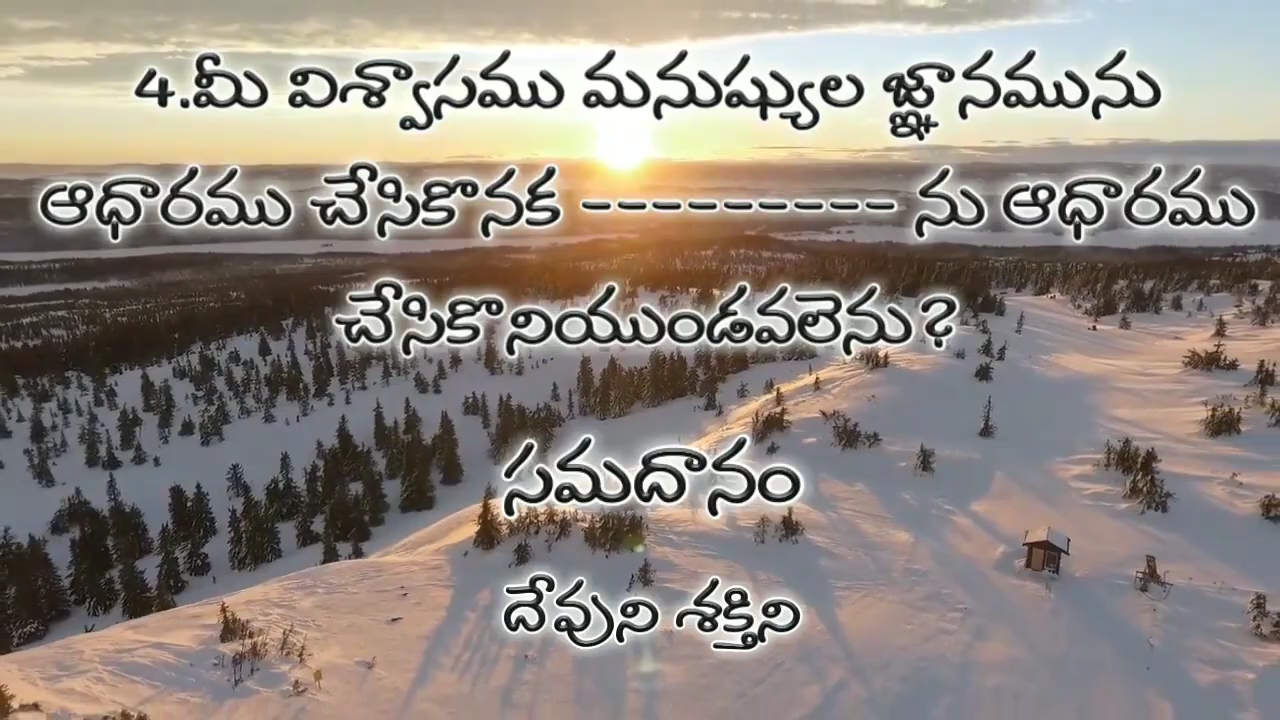 4.మీ విశ్వాసము మనుష్యుల జ్ఞానమును
ఆధారము చేసికొనక ---------- ను ఆధారము
చేసికొనియుండవలెను?
సమదానం
దేవుని శక్తిని